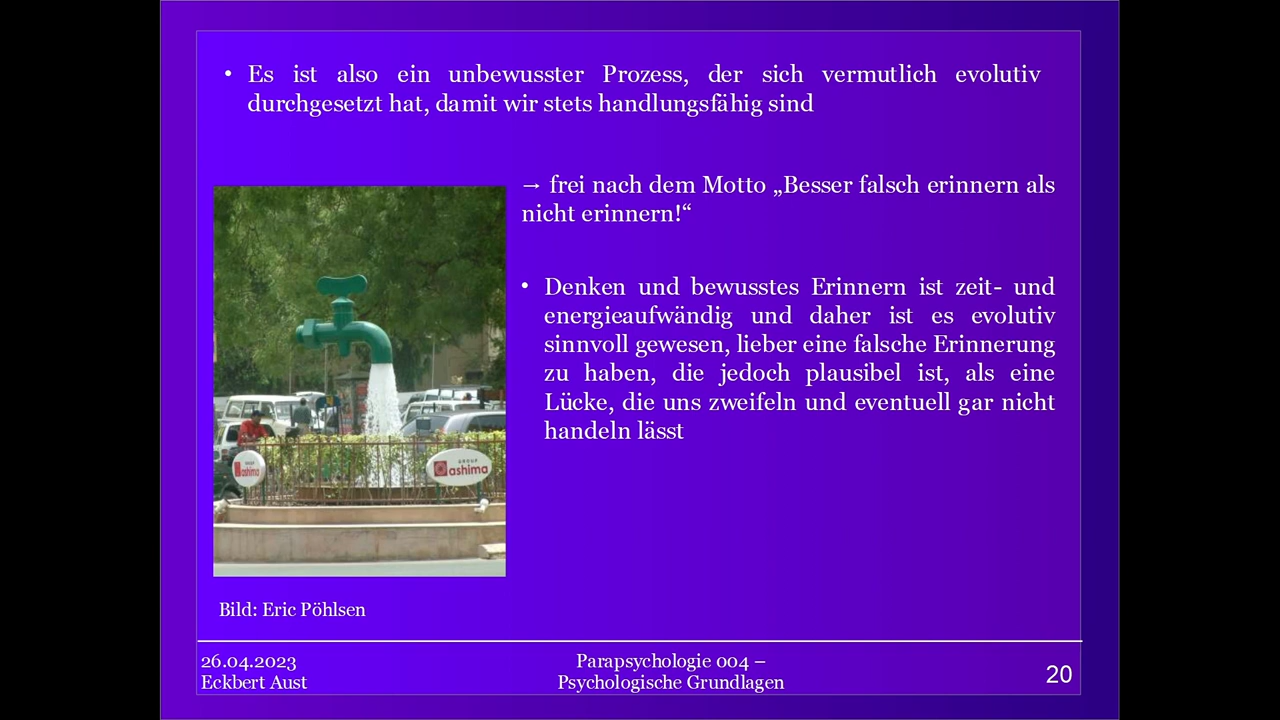 • Es ist also ein unbewusster Prozess, der sich vermutlich evolutiv
durchgesetzt hat, damit wir stets handlungsfähig sind
→ frei nach dem Motto „Besser falsch erinnern als
nicht erinnern!“
• Denken und bewusstes Erinnern ist zeit- und
energieaufwändig und daher ist es evolutiv
sinnvoll gewesen, lieber eine falsche Erinnerung
zu haben, die jedoch plausibel ist, als eine
Lücke, die uns zweifeln und eventuell gar nicht
handeln lässt
GROUP
ashima
GROUP
ashima
Bild: Eric Pöhlsen
26.04.2023
Eckbert Aust
Parapsychologie 004 –
Psychologische Grundlagen
20